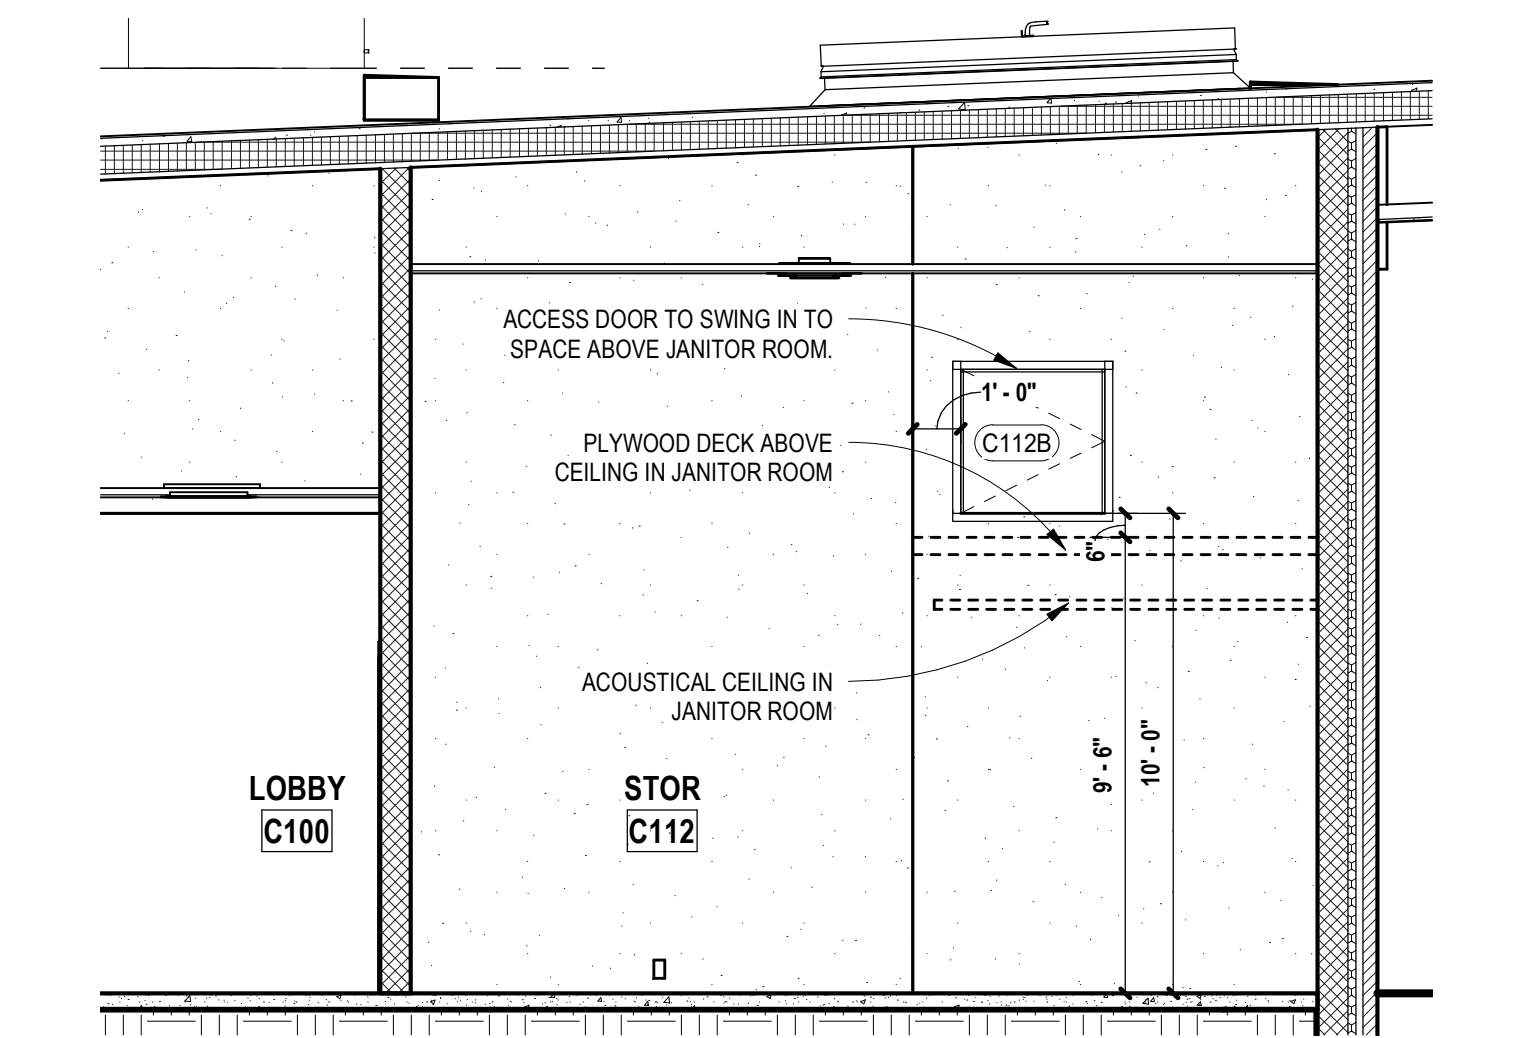 ACCESS DOOR TO SWING IN TO
SPACE ABOVE JANITOR ROOM.
1' - 0"
PLYWOOD DECK ABOVE
CEILING IN JANITOR ROOM
C112B
6"
ACOUSTICAL CEILING IN
JANITOR ROOM
9' - 6"
10' - 0"
LOBBY
C100
STOR
C112